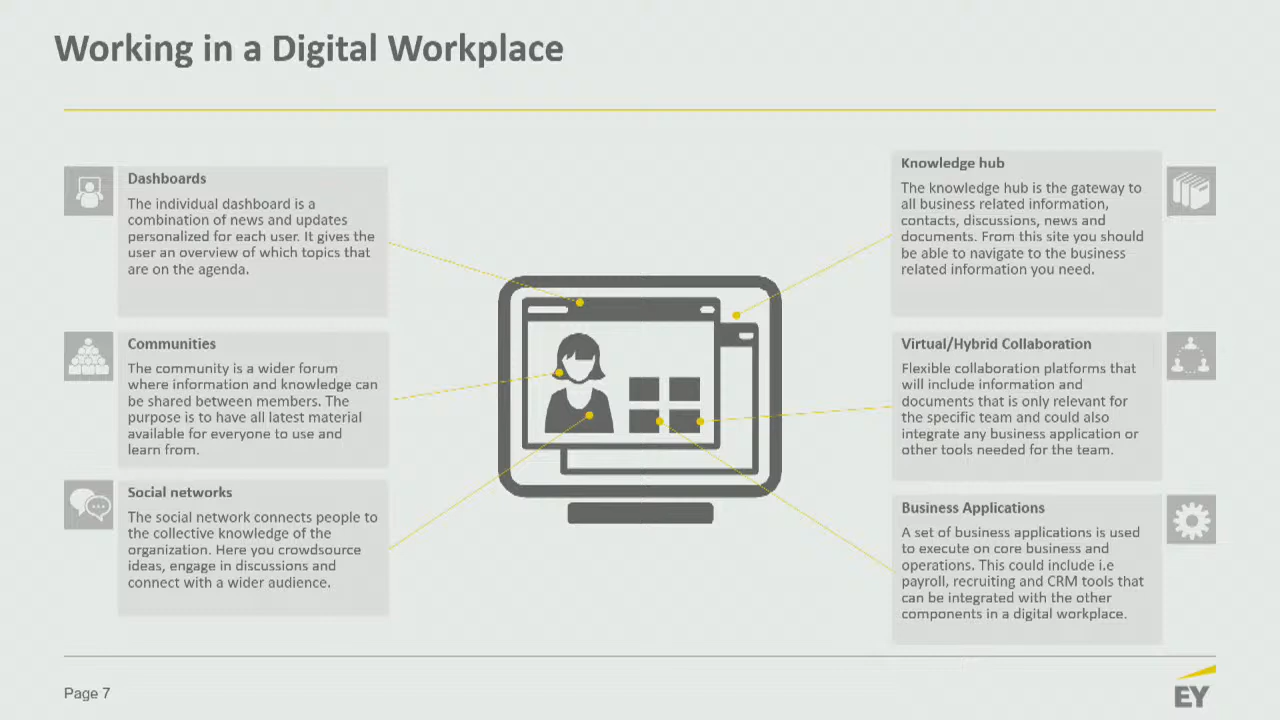 Working in a Digital Workplace
Dashboards
The individual dashboard is a
combination of news and updates
personalized for each user. It gives the
user an overview of which topics that
are on the agenda.
Communities
The community is a wider forum
where information and knowledge can
be shared between members. The
purpose is to have all latest material
available for everyone to use and
learn from.
Social networks
The social network connects people to
the collective knowledge of the
organization. Here you crowdsource
ideas, engage in discussions and
connect with a wider audience.
Knowledge hub
The knowledge hub is the gateway to
all business related information,
contacts, discussions, news and
documents. From this site you should
be able to navigate to the business
related information you need.
Virtual/Hybrid Collaboration
Flexible collaboration platforms that
will include information and
documents that is only relevant for
the specific team and could also
integrate any business application or
other tools needed for the team.
Business Applications
A set of business applications is used
to execute on core business and
operations. This could include i.e
payroll, recruiting and CRM tools that
can be integrated with the other
components in a digital workplace.
Page 7
EY